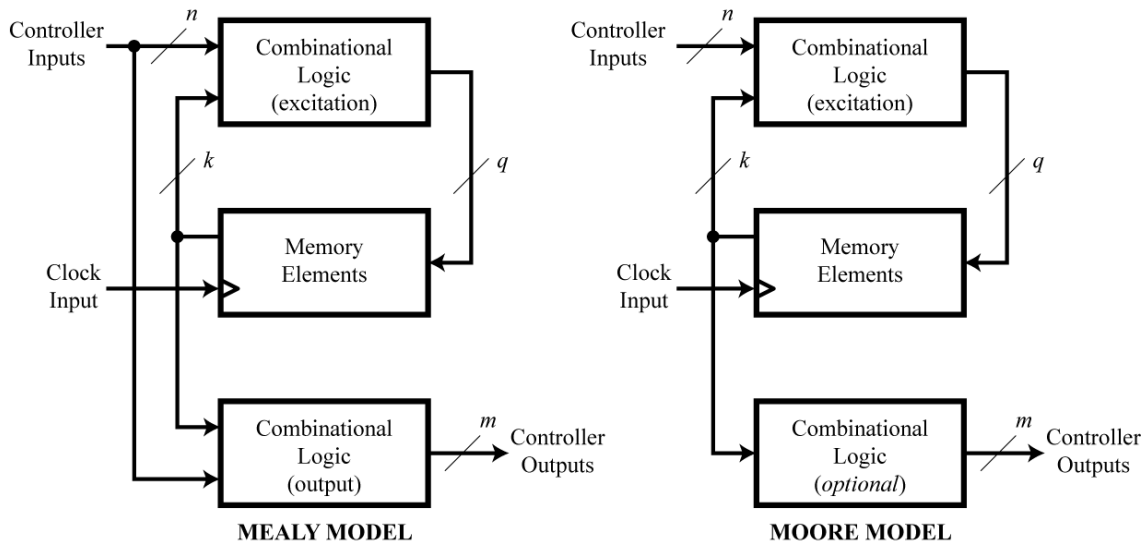 Controller
Inputs
n
Combinational
Logic
(excitation)
k
q
Memory
Elements
Clock
Input
Combinational
Logic
(output)
m
Controller
Outputs
MEALY MODEL
Controller
Inputs
n
Combinational
Logic
(excitation)
k
q
Memory
Elements
Clock
Input
Combinational
Logic
(optional)
m
Controller
Outputs
MOORE MODEL